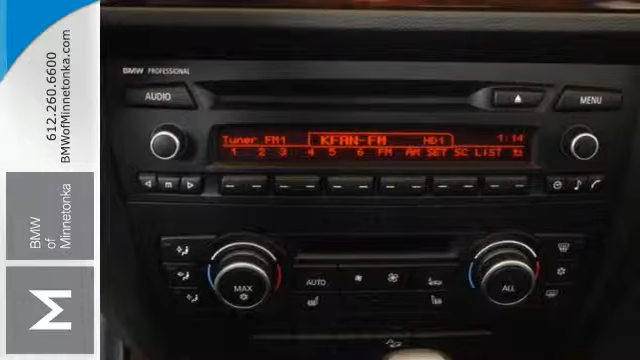 612.260.6600
BMWofMinnetonka.com
BMW
of
Minnetonka
M
BMW PROFESSIONAL
AUDIO
MENU
Tuner FM1 KFAN-FM HD1 1:14
1 2 3 4 5 6 FM AM SET SC LIST
m
MAX
AUTO
ALL